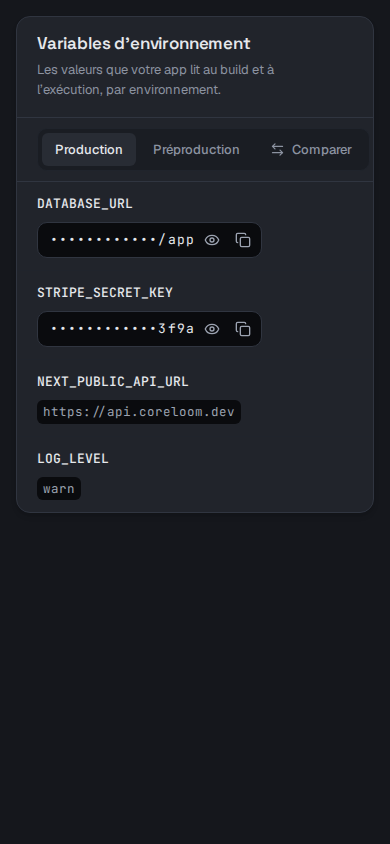 Variables d’environnement
Les valeurs que votre app lit au build et à
l’exécution, par environnement.
Production
Préproduction
Comparer
DATABASE_URL
••••••••••••/app
STRIPE_SECRET_KEY
••••••••••••3f9a
NEXT_PUBLIC_API_URL
https://api.coreloom.dev
LOG_LEVEL
warn